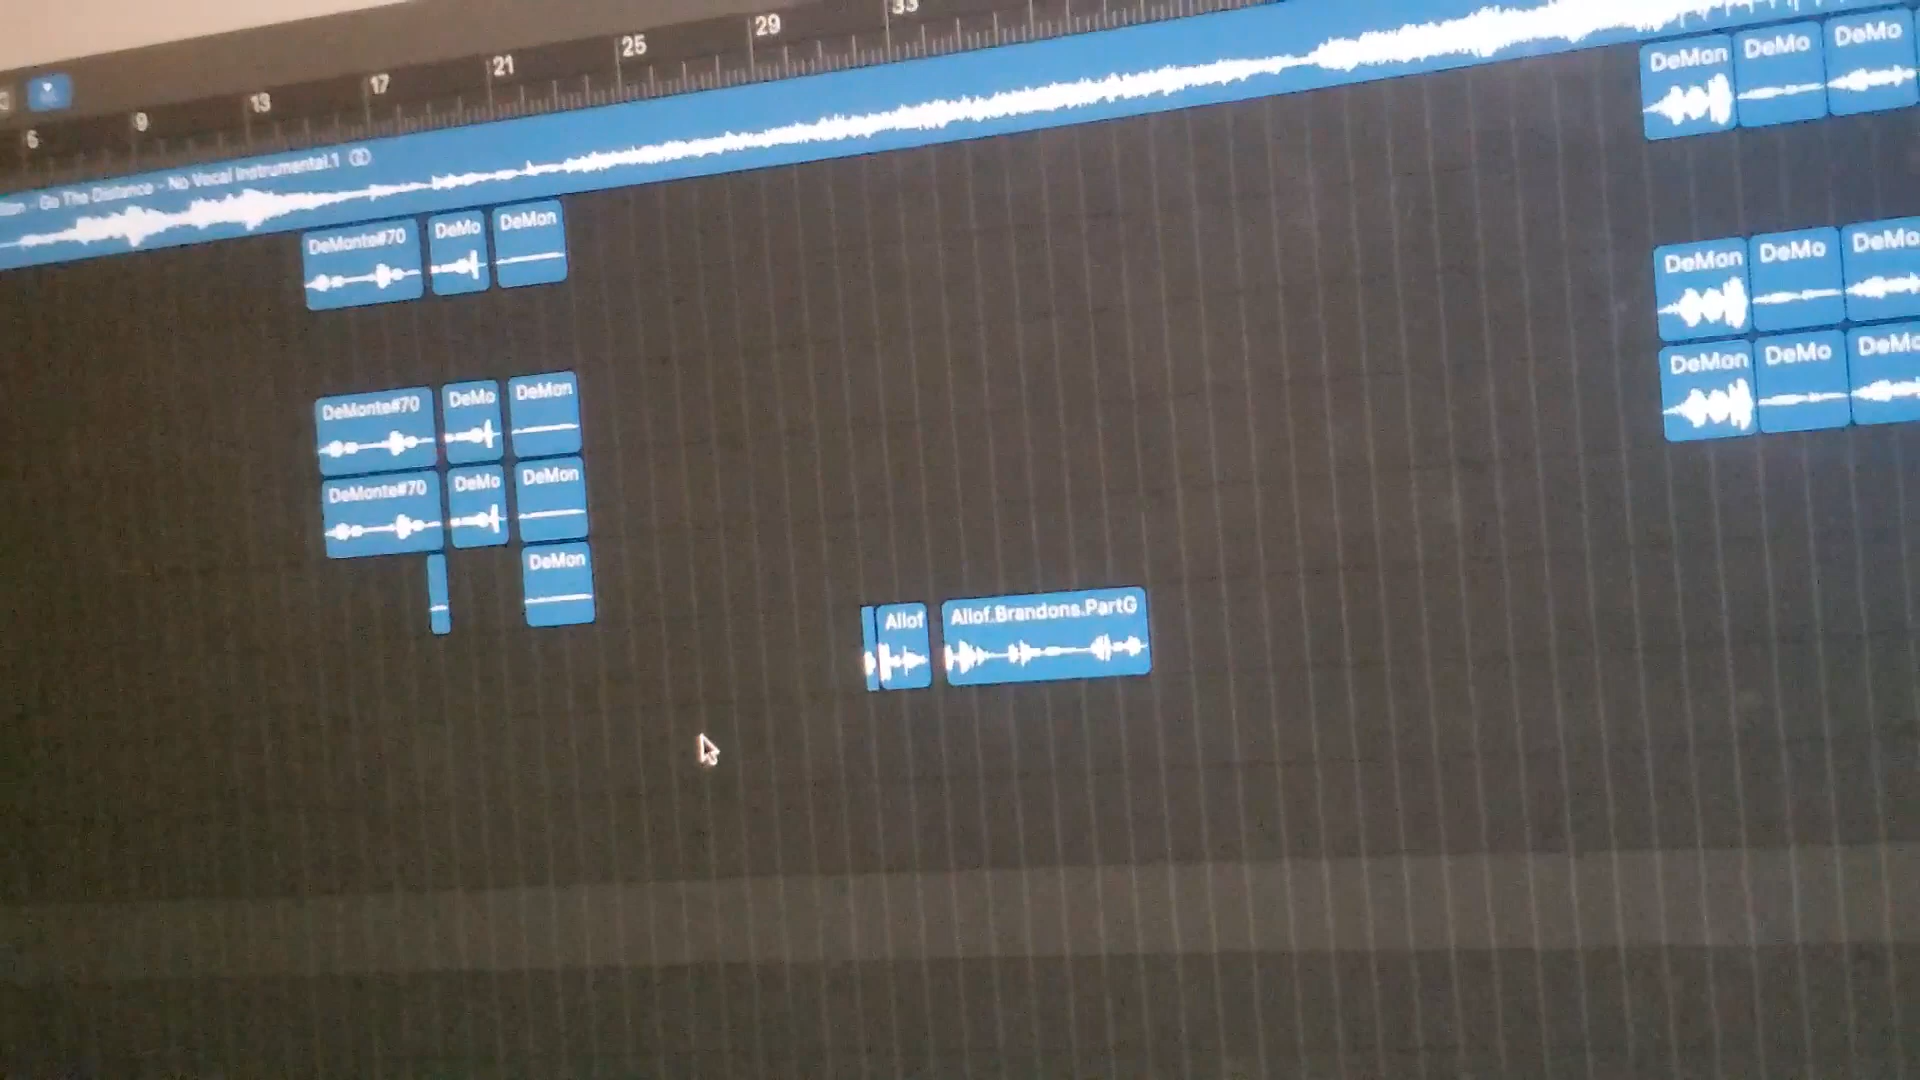 6 9 13 17 21 25 29 33
- Go The Distance - No Vocal Instrumental.1
DeMon DeMo DeMo
DeMonte#70 DeMo DeMon
DeMon DeMo DeMo
DeMonte#70 DeMo DeMon
DeMon DeMo DeMo
DeMonte#70 DeMo DeMon
DeMon
Allof Allof.Brandons.PartG